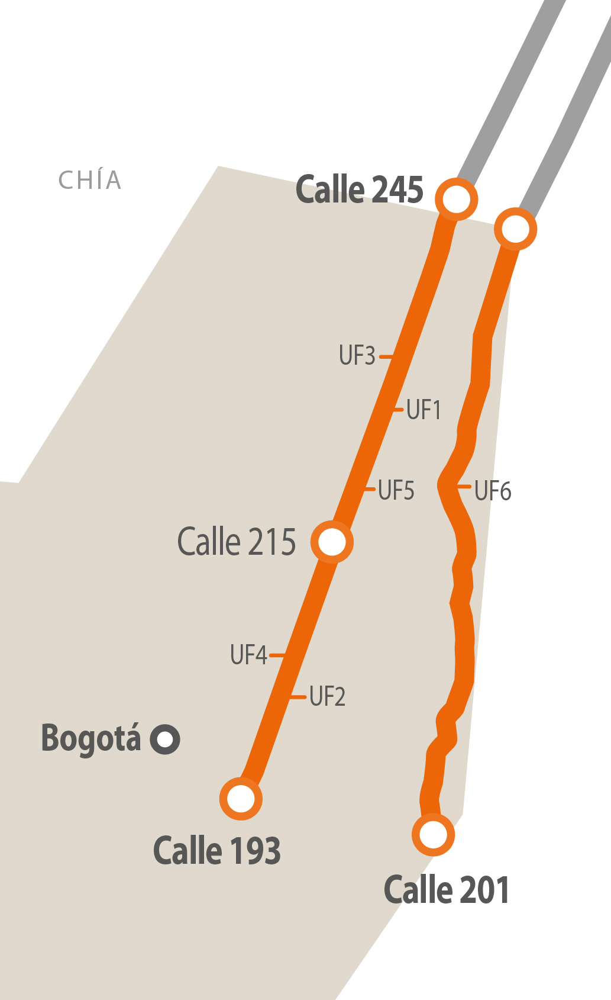 CHÍA
Calle 245
UF3
UF1
UF5
UF6
Calle 215
UF4
UF2
Bogotá
Calle 193
Calle 201